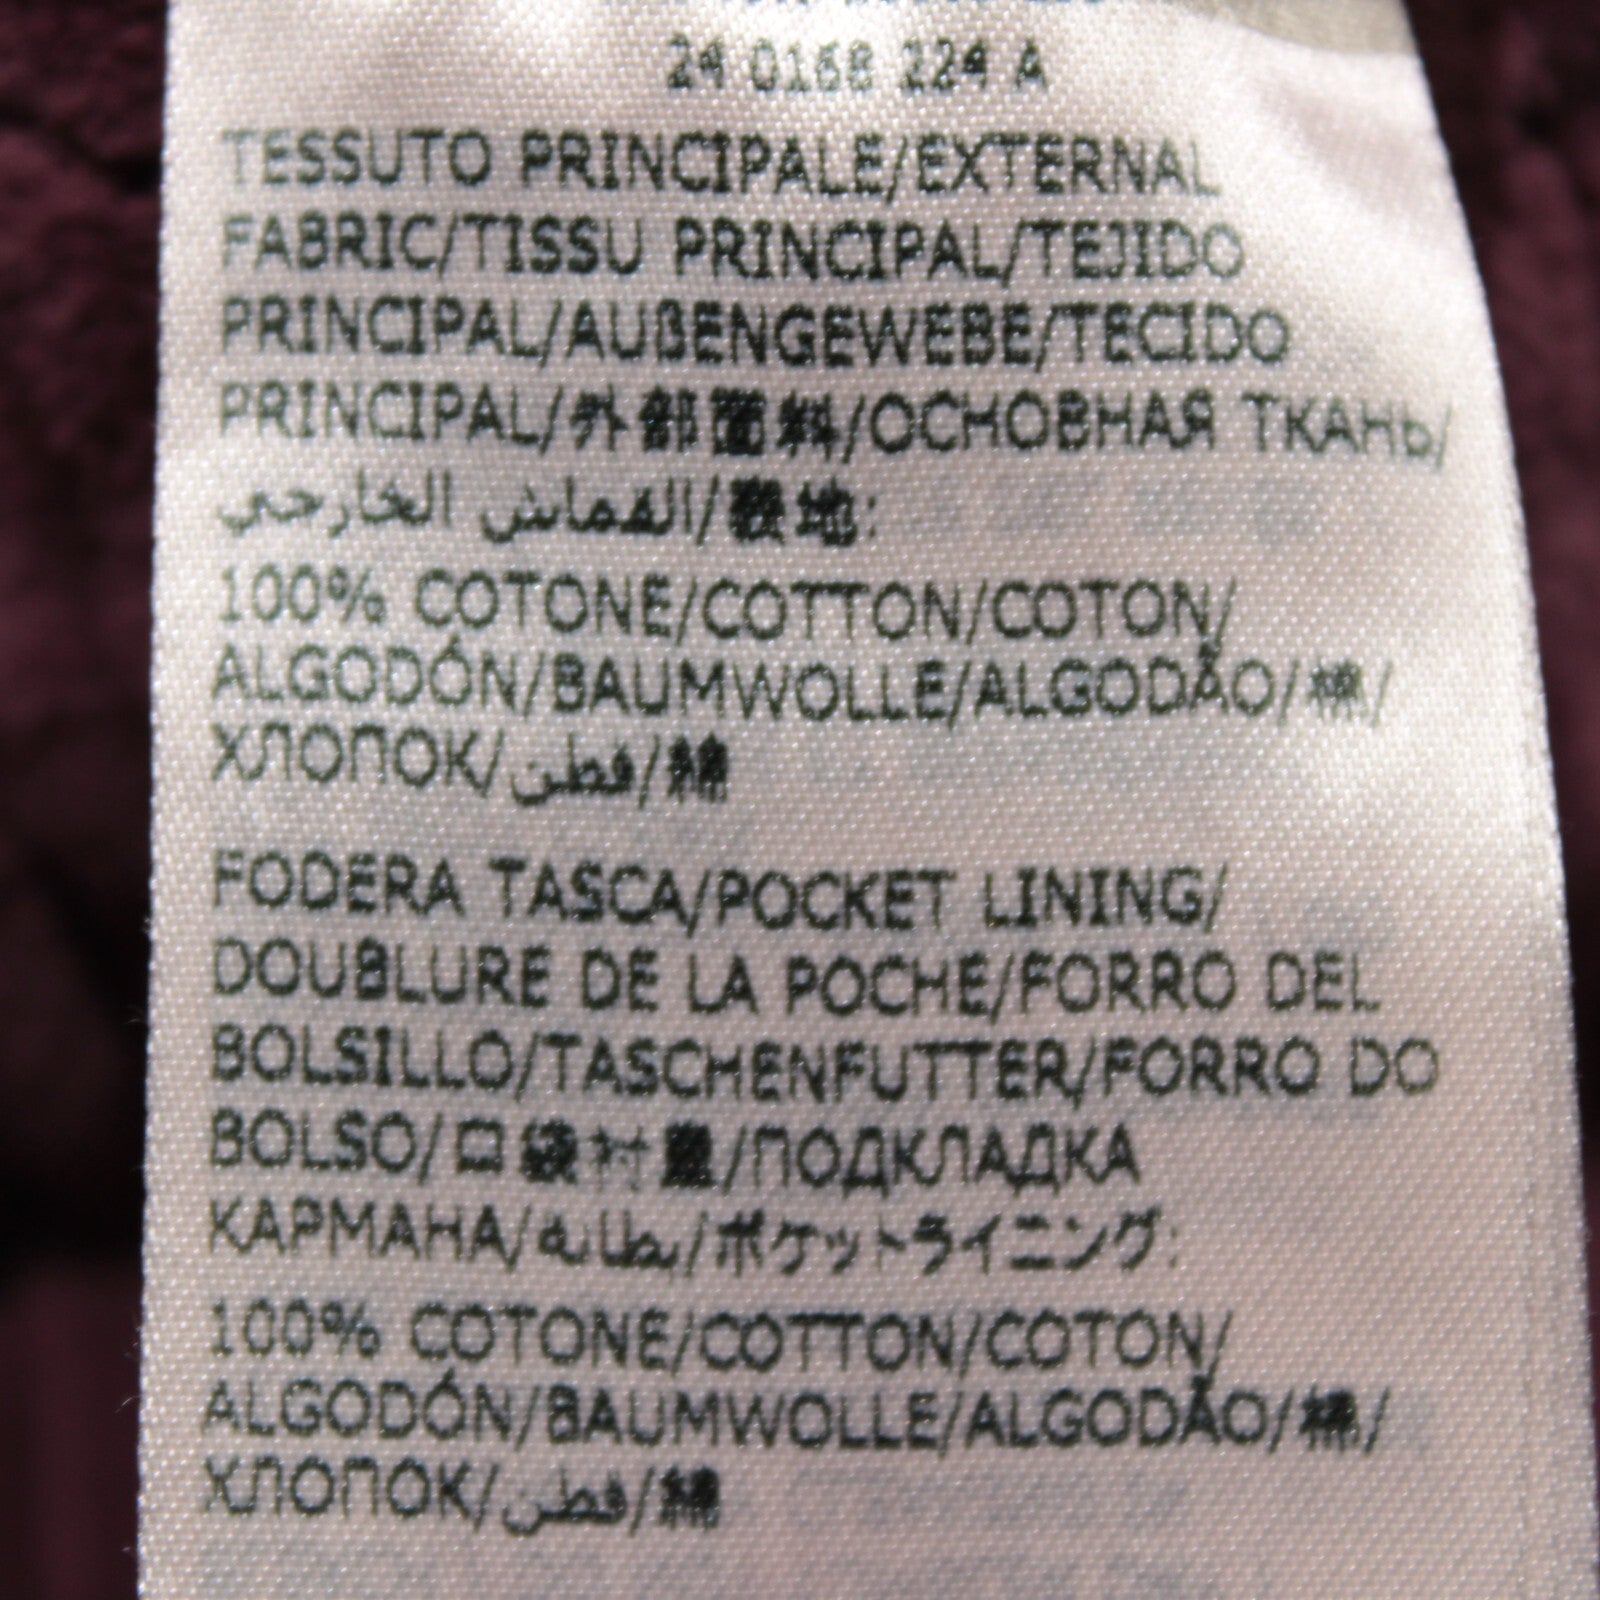 24 0168 224 A
TESSUTO PRINCIPALE/EXTERNAL
FABRIC/TISSU PRINCIPAL/TEJIDO
PRINCIPAL/AUßENGEWEBE/TECIDO
PRINCIPAL/外部面料/ОСНОВНАЯ ТКАНЬ/
القماش الخارجي/表地:
100% COTONE/COTTON/COTON/
ALGODÓN/BAUMWOLLE/ALGODÃO/棉/
ХЛОПОК/قطن/綿
FODERA TASCA/POCKET LINING/
DOUBLURE DE LA POCHE/FORRO DEL
BOLSILLO/TASCHENFUTTER/FORRO DO
BOLSO/口袋衬里/ПОДКЛАДКА
КАРМАНА/بطانة/ポケットライニング:
100% COTONE/COTTON/COTON/
ALGODÓN/BAUMWOLLE/ALGODÃO/棉/
ХЛОПОК/قطن/綿